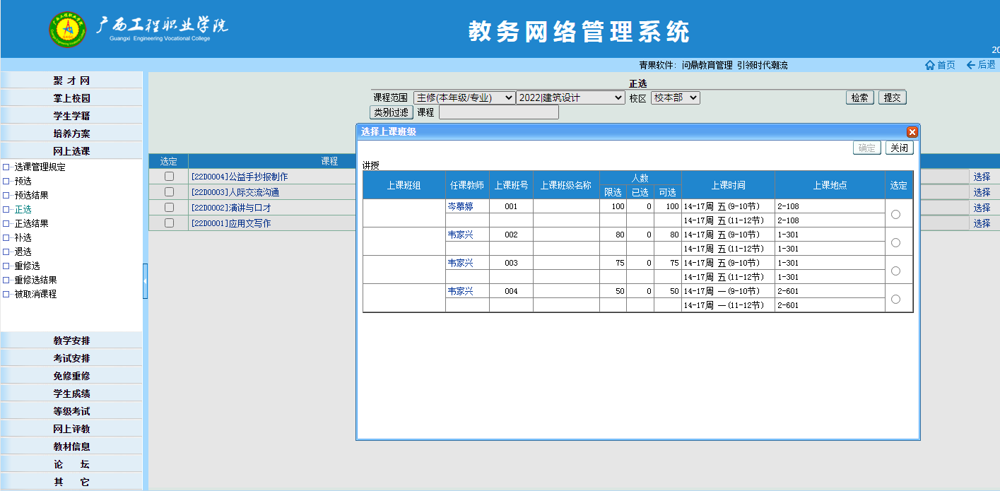 广西工程职业学院
Guangxi Engineering Vocational College
教务网络管理系统
20
青果软件: 问鼎教育管理 引领时代潮流 首页 后退
聚 才 网
掌上校园
学生学籍
培养方案
网上选课
选课管理规定
预选
预选结果
正选
正选结果
补选
退选
重修选
重修选结果
被取消课程
教学安排
考试安排
免修重修
学生成绩
等级考试
网上评教
教材信息
论 坛
其 它
正选
课程范围 主修(本年级/专业) 2022|建筑设计 校区 校本部 检索 提交
类别过滤 课程
选定 课程
[22D0004]公益手抄报制作 选择
[22D0003]人际交流沟通 选择
[22D0002]演讲与口才 选择
[22D0001]应用文写作 选择
选择上课班级
确定 关闭
讲授
上课班组 任课教师 上课班号 上课班级名称 人数 上课时间 上课地点 选定
限选 已选 可选
岑慕婷 001 100 0 100 14-17周 五(9-10节) 2-108
14-17周 五(11-12节) 2-108
韦家兴 002 80 0 80 14-17周 五(9-10节) 1-301
14-17周 五(11-12节) 1-301
韦家兴 003 75 0 75 14-17周 五(9-10节) 1-301
14-17周 五(11-12节) 1-301
韦家兴 004 50 0 50 14-17周 一(9-10节) 2-601
14-17周 一(11-12节) 2-601